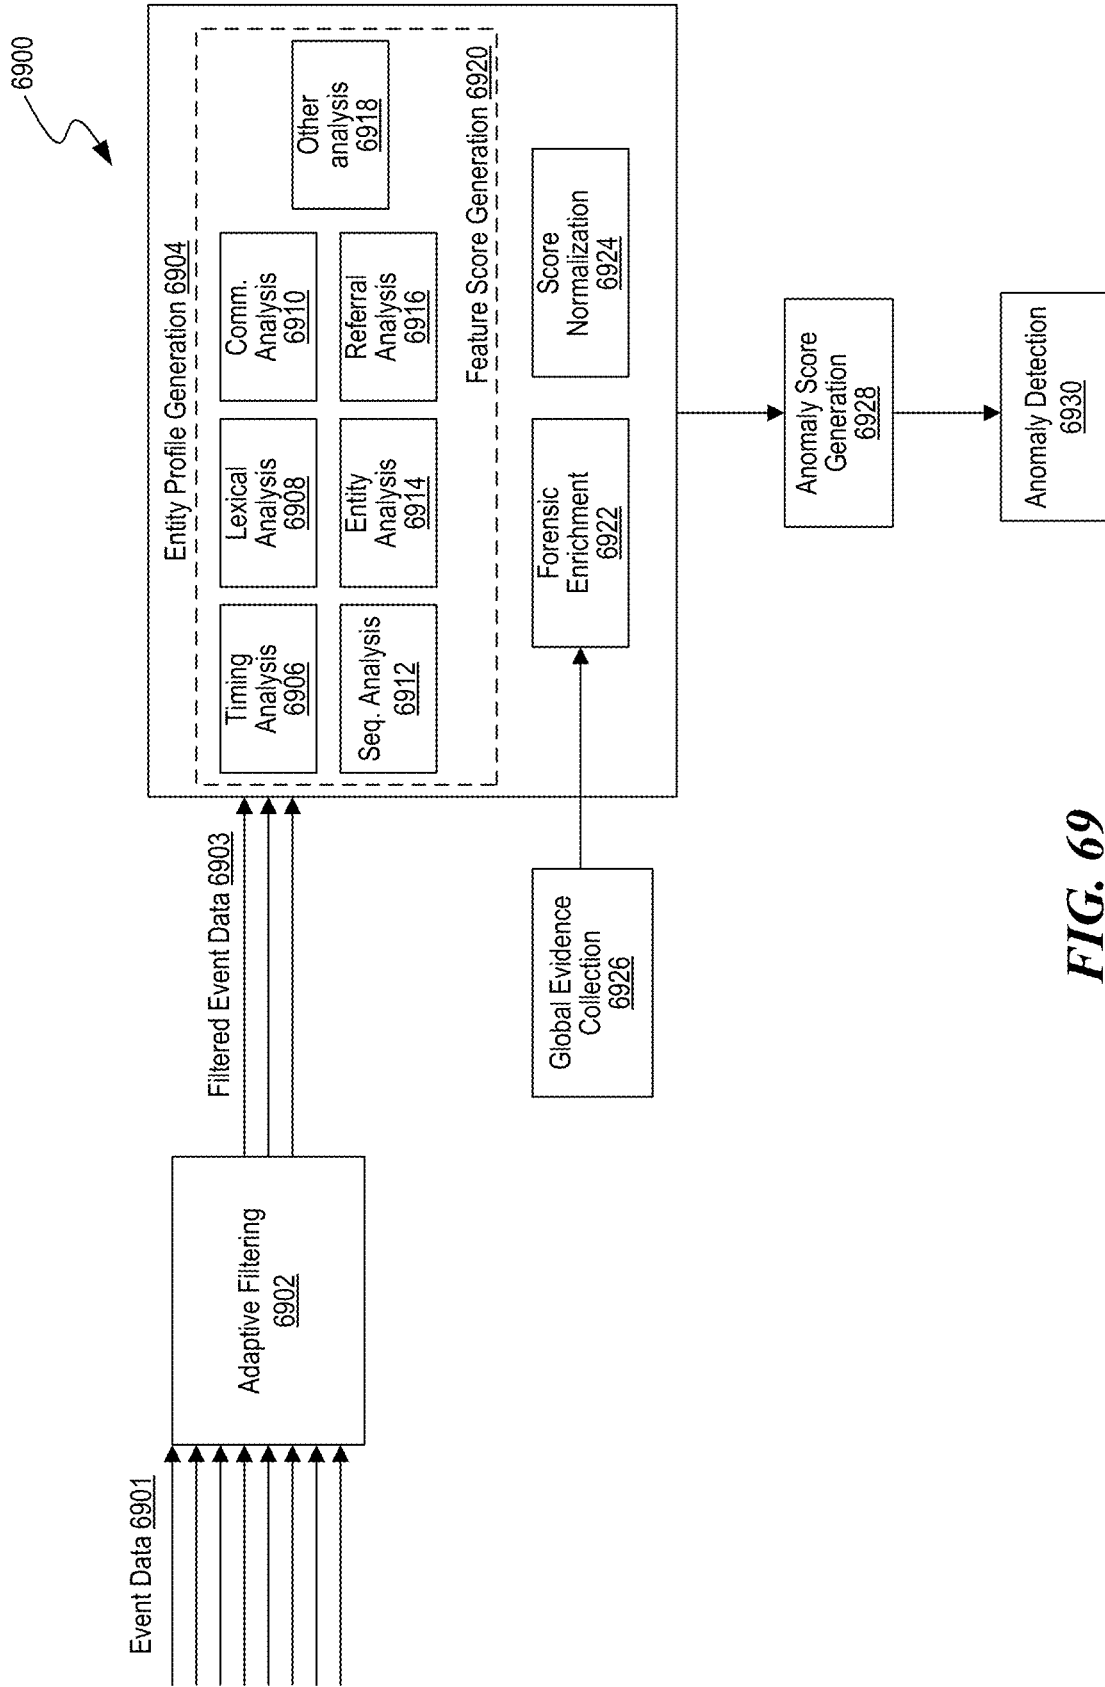 6900
Event Data 6901
Adaptive Filtering
6902
Filtered Event Data 6903
Entity Profile Generation 6904
Timing
Analysis
6906
Lexical
Analysis
6908
Comm.
Analysis
6910
Seq. Analysis
6912
Entity
Analysis
6914
Referral
Analysis
6916
Other
analysis
6918
Feature Score Generation 6920
Forensic
Enrichment
6922
Score
Normalization
6924
Global Evidence
Collection
6926
Anomaly Score
Generation
6928
Anomaly Detection
6930
FIG. 69